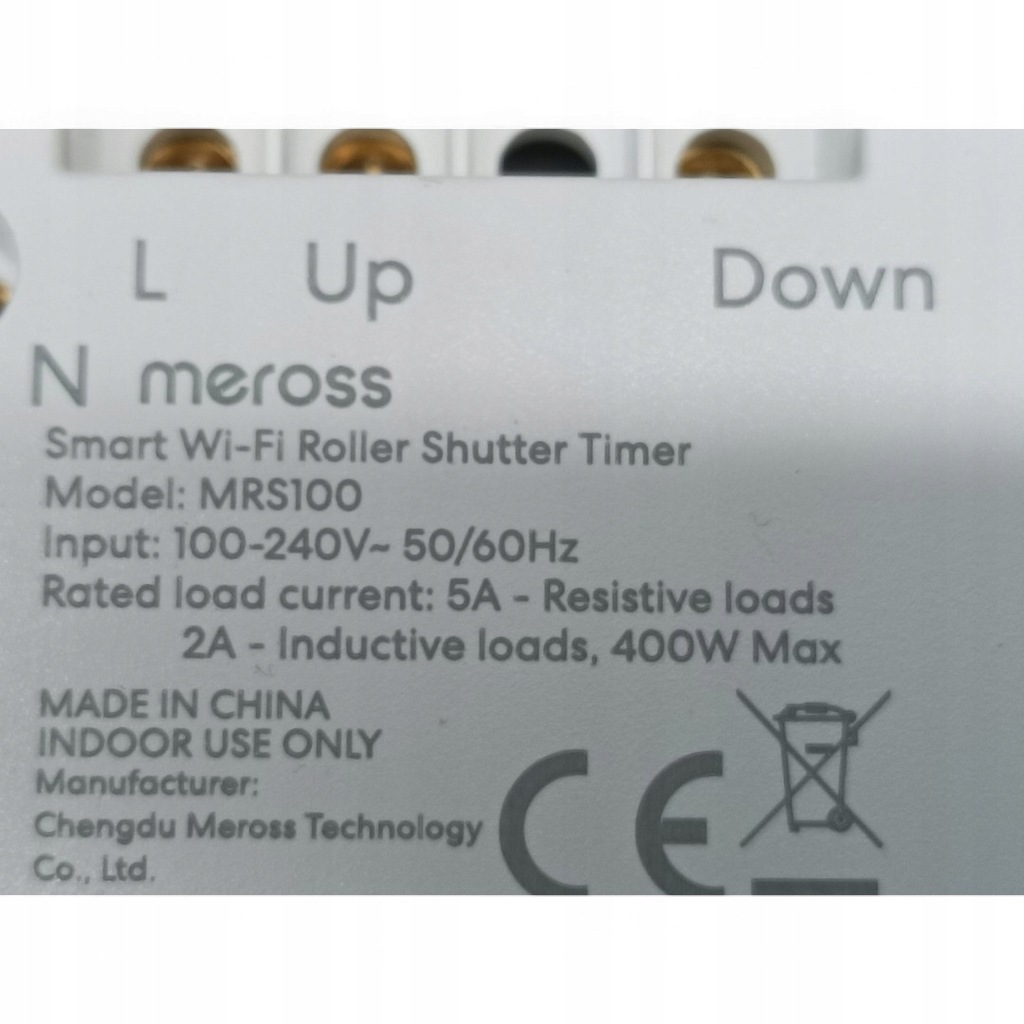 L Up Down
N meross
Smart Wi-Fi Roller Shutter Timer
Model: MRS100
Input: 100-240V~ 50/60Hz
Rated load current: 5A - Resistive loads
2A - Inductive loads, 400W Max
MADE IN CHINA
INDOOR USE ONLY
Manufacturer:
Chengdu Meross Technology
Co., Ltd.
CE